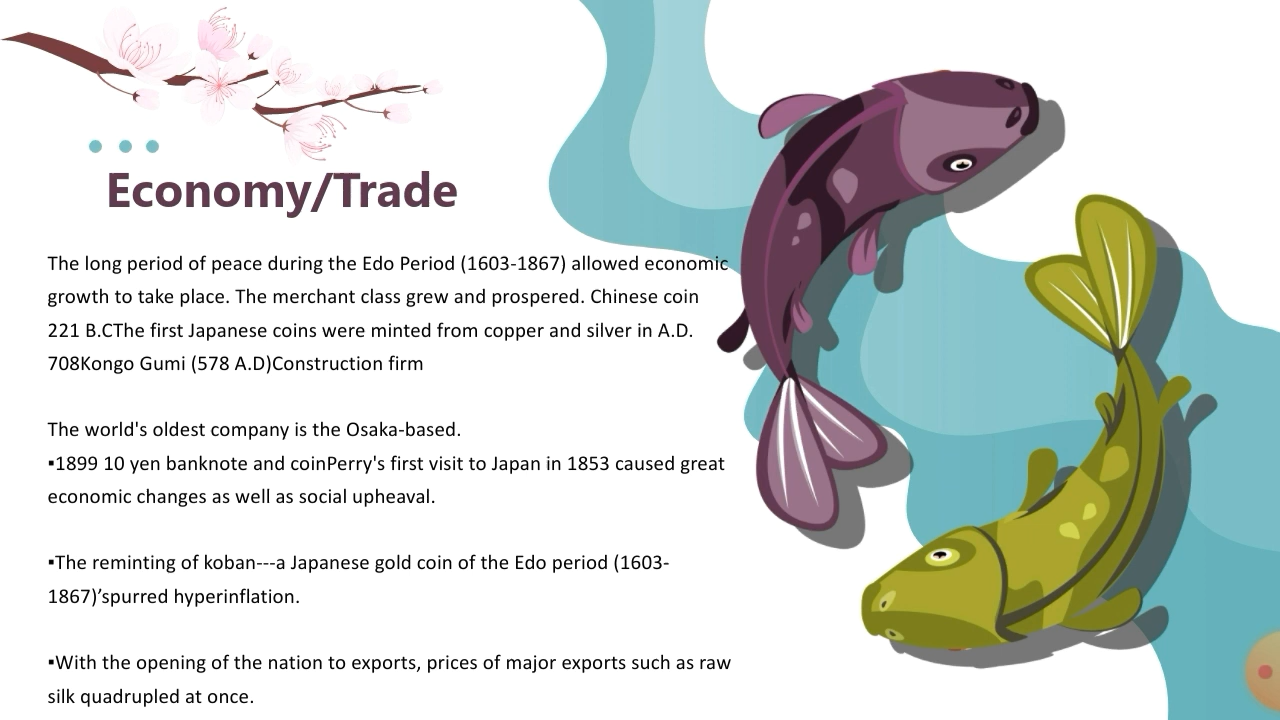 Economy/Trade
The long period of peace during the Edo Period (1603-1867) allowed economic
growth to take place. The merchant class grew and prospered. Chinese coin
221 B.CThe first Japanese coins were minted from copper and silver in A.D.
708Kongo Gumi (578 A.D)Construction firm
The world's oldest company is the Osaka-based.
▪1899 10 yen banknote and coinPerry's first visit to Japan in 1853 caused great
economic changes as well as social upheaval.
▪The reminting of koban---a Japanese gold coin of the Edo period (1603-
1867)’spurred hyperinflation.
▪With the opening of the nation to exports, prices of major exports such as raw
silk quadrupled at once.